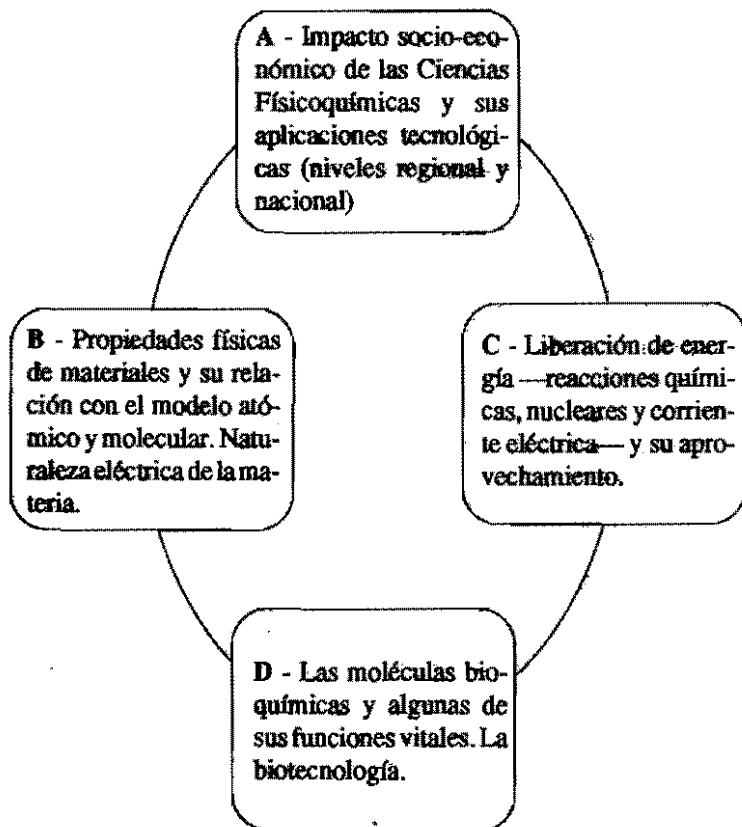 A - Impacto socio-eco-
nómico de las Ciencias
Físicoquímicas y sus
aplicaciones tecnológi-
cas (niveles regional y
nacional)
B - Propiedades físicas
de materiales y su rela-
ción con el modelo ató-
mico y molecular. Natu-
raleza eléctrica de la ma-
teria.
C - Liberación de ener-
gía —reacciones quími-
cas, nucleares y corrien-
te eléctrica— y su apro-
vechamiento.
D - Las moléculas bio-
químicas y algunas de
sus funciones vitales. La
biotecnología.